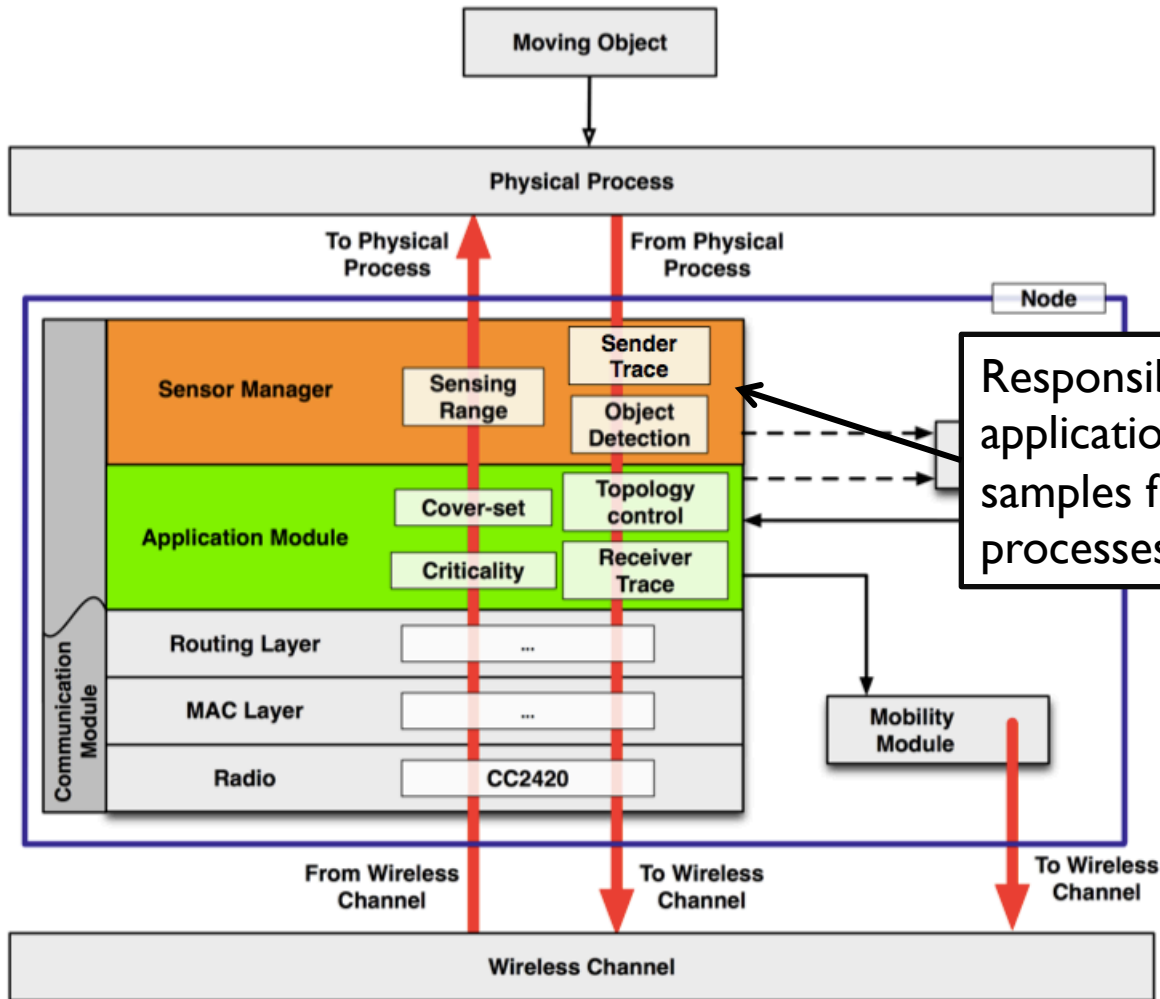 Moving Object
Physical Process
To Physical
Process
From Physical
Process
Node
Sensor Manager
Sensing
Range
Sender
Trace
Object
Detection
Application Module
Cover-set
Criticality
Topology
control
Receiver
Trace
samples f
processes
Communication
Module
Routing Layer
...
MAC Layer
...
Radio
CC2420
Mobility
Module
From Wireless
Channel
To Wireless
Channel
To Wireless
Channel
Wireless Channel